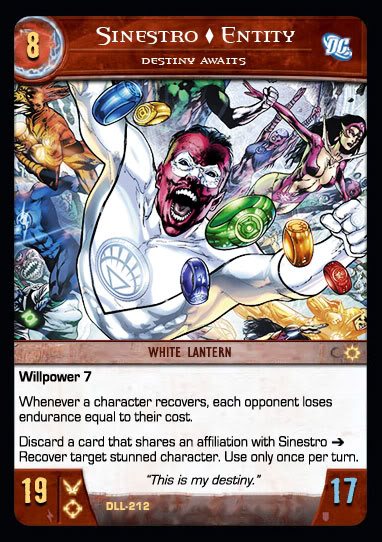 8
SINESTRO ♦ ENTITY
DESTINY AWAITS
DC
WHITE LANTERN
C
Willpower 7
Whenever a character recovers, each opponent loses
endurance equal to their cost.
Discard a card that shares an affiliation with Sinestro ➔
Recover target stunned character. Use only once per turn.
"This is my destiny."
19
DLL-212
17